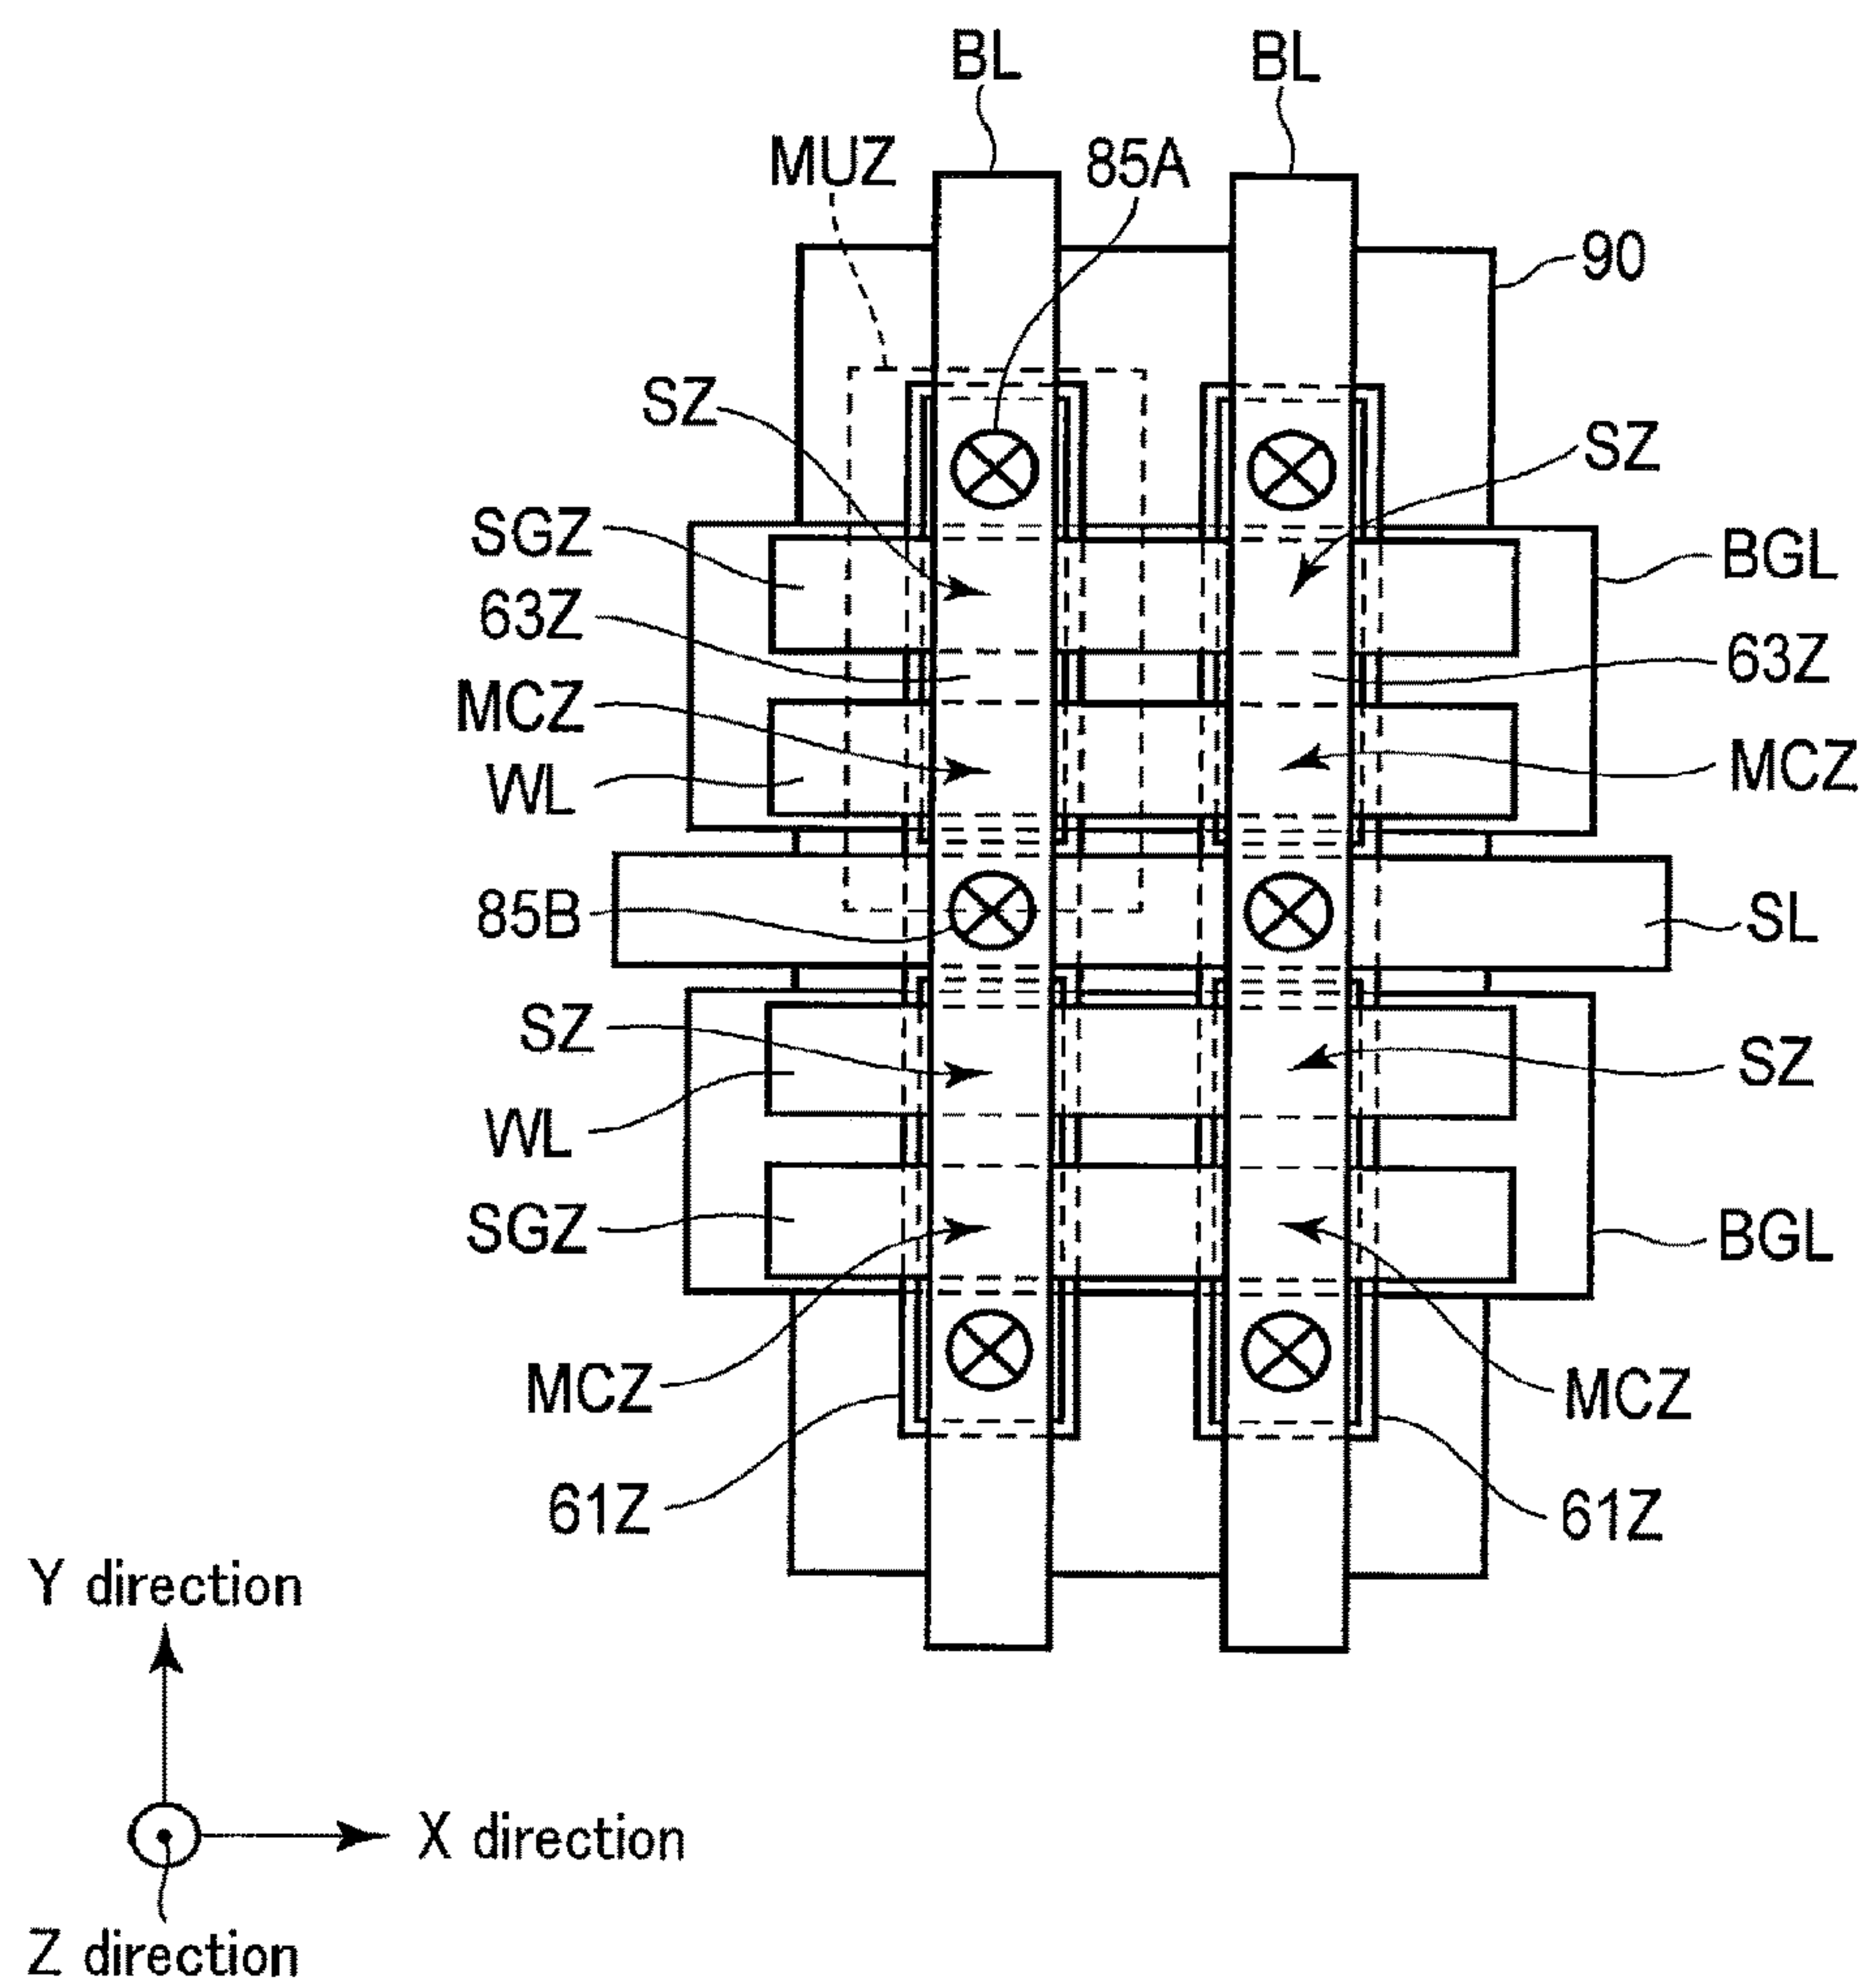 BL
BL
MUZ
85A
90
SZ
SZ
SGZ
BGL
63Z
63Z
MCZ
MCZ
WL
85B
SL
SZ
SZ
WL
SGZ
BGL
MCZ
MCZ
61Z
61Z
Y direction
X direction
Z direction